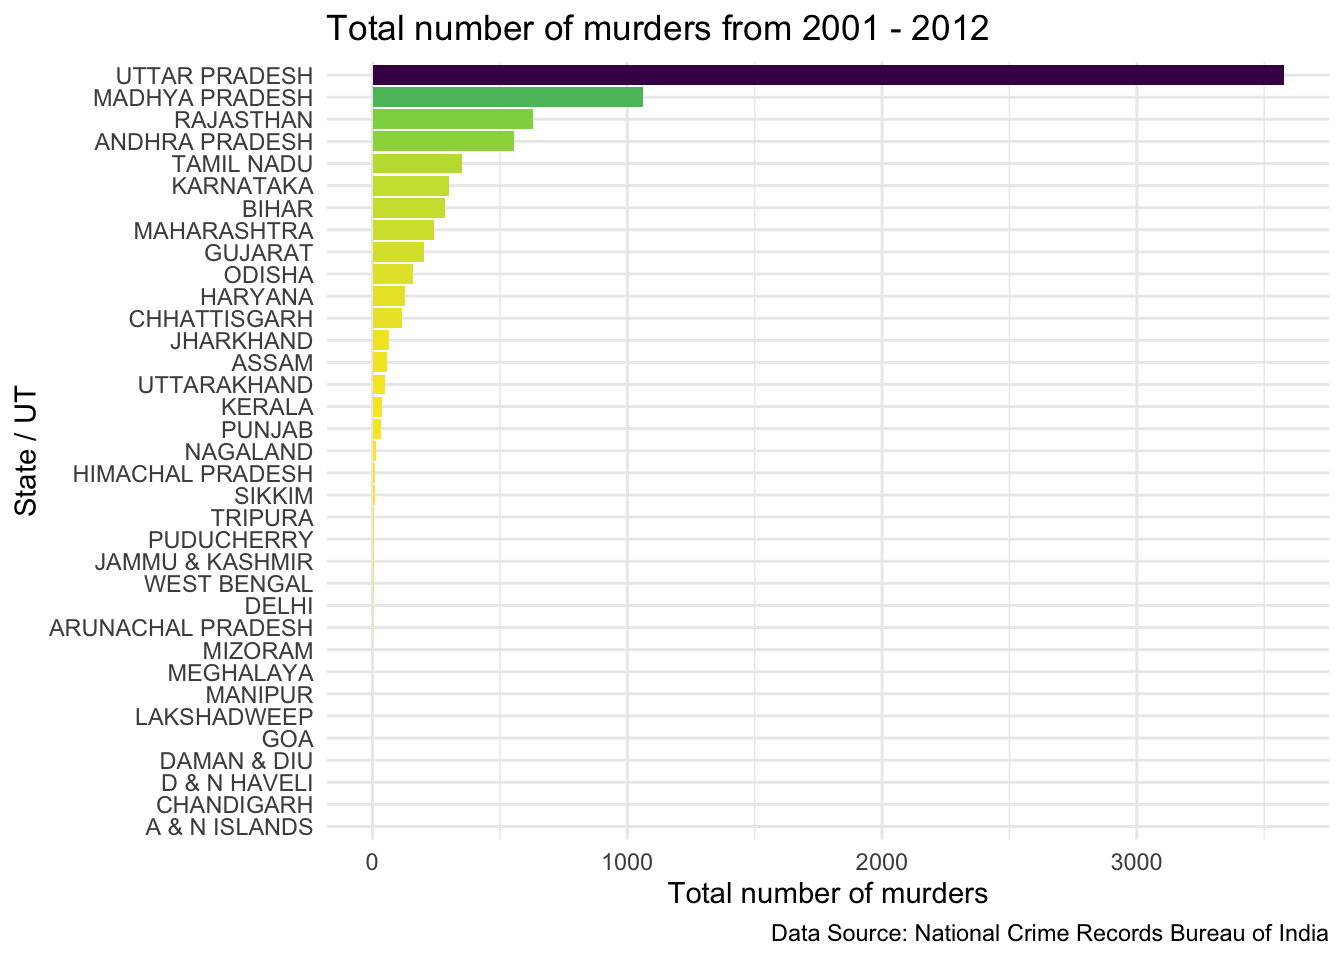 Total number of murders from 2001 - 2012
UTTAR PRADESH
MADHYA PRADESH
RAJASTHAN
ANDHRA PRADESH
TAMIL NADU
KARNATAKA
BIHAR
MAHARASHTRA
GUJARAT
ODISHA
HARYANA
CHHATTISGARH
JHARKHAND
ASSAM
UTTARAKHAND
KERALA
PUNJAB
NAGALAND
HIMACHAL PRADESH
SIKKIM
TRIPURA
PUDUCHERRY
JAMMU & KASHMIR
WEST BENGAL
DELHI
ARUNACHAL PRADESH
MIZORAM
MEGHALAYA
MANIPUR
LAKSHADWEEP
GOA
DAMAN & DIU
D & N HAVELI
CHANDIGARH
A & N ISLANDS
State / UT
0 1000 2000 3000
Total number of murders
Data Source: National Crime Records Bureau of India